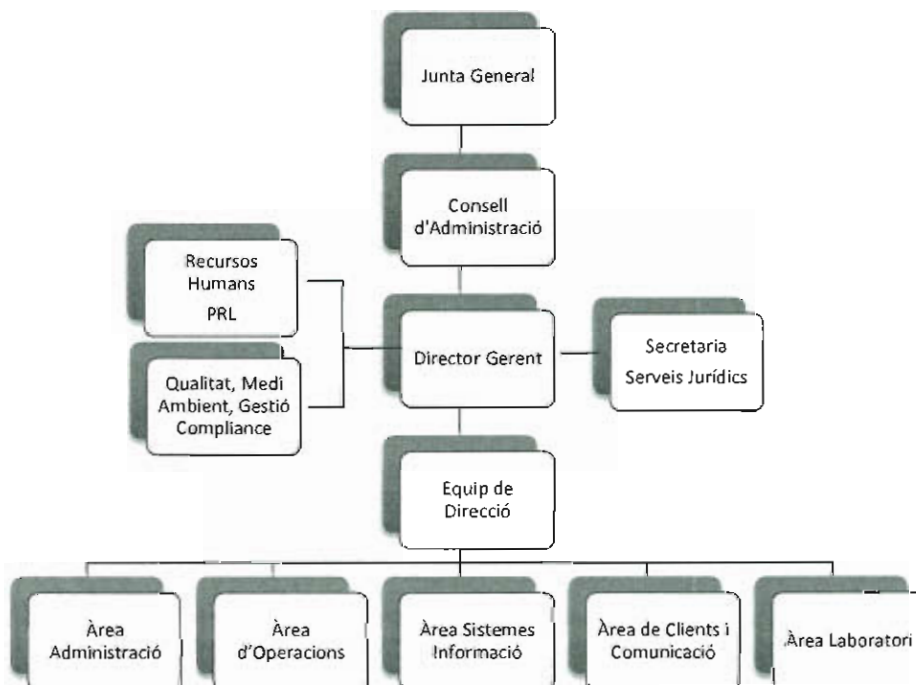 Junta General
Consell
d'Administració
Recursos
Humans
PRL
Director Gerent
Secretaria
Serveis Jurídics
Qualitat, Medi
Ambient, Gestió
Compliance
Equip de
Direcció
Àrea
Administració
Àrea
d'Operacions
Àrea Sistemes
Informació
Àrea de Clients i
Comunicació
Àrea Laboratori